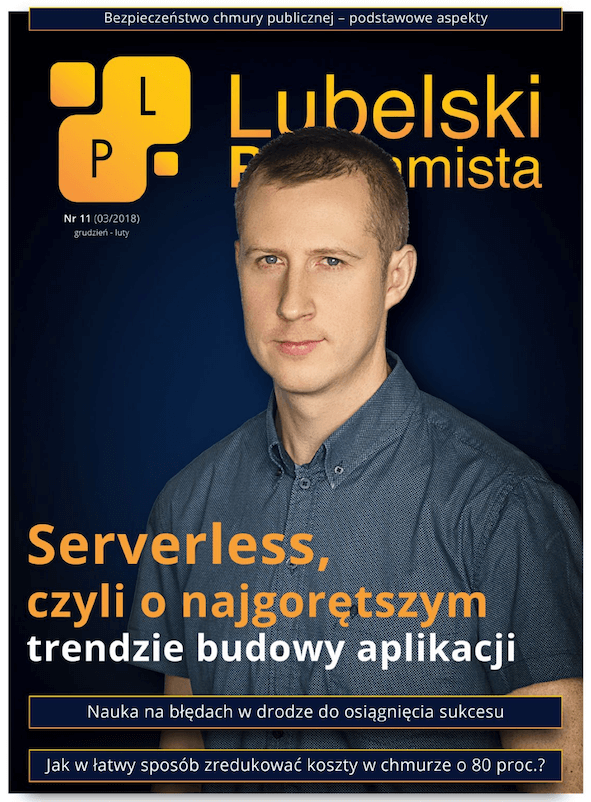 Bezpieczeństwo chmury publicznej – podstawowe aspekty
L
P
Lubelski
Nr 11 (03/2018)
grudzień - luty
Serverless,
czyli o najgorętszym
trendzie budowy aplikacji
Nauka na błędach w drodze do osiągnięcia sukcesu
Jak w łatwy sposób zredukować koszty w chmurze o 80 proc.?